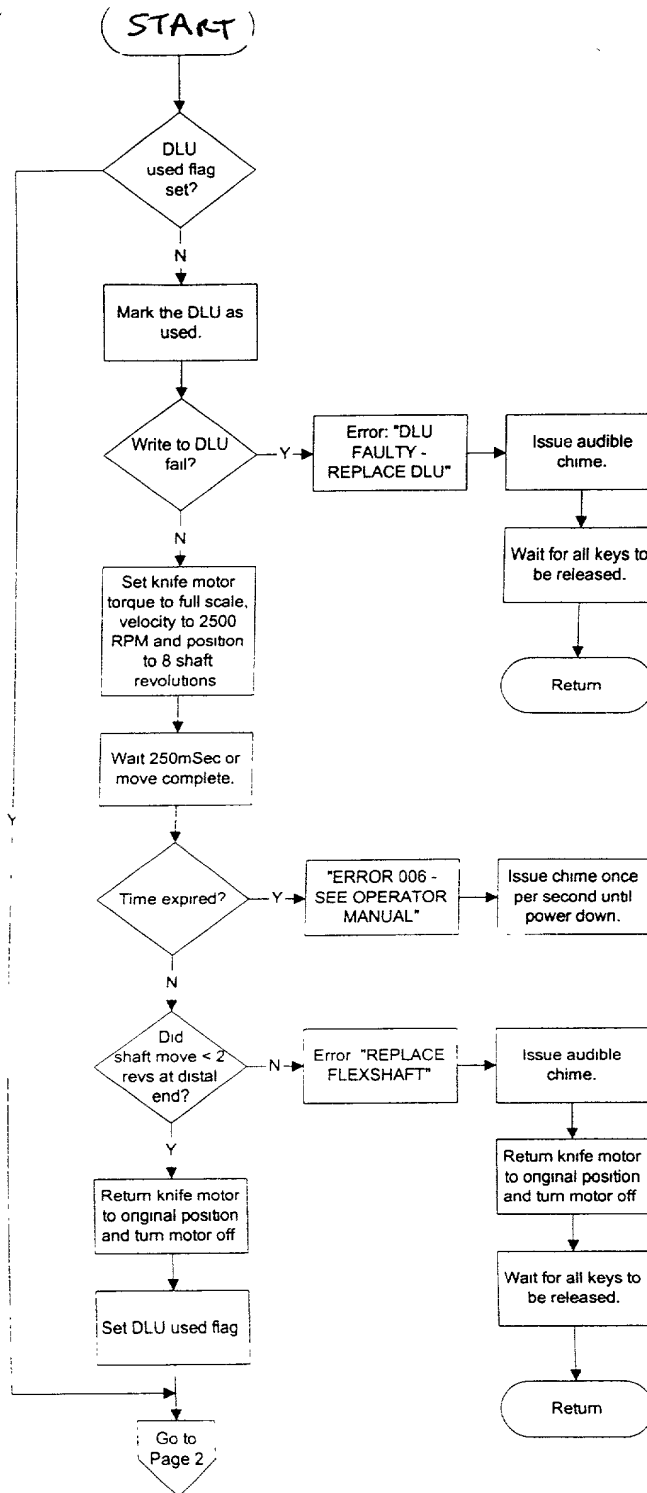 START
DLU
used flag
set?
N
Mark the DLU as
used.
Write to DLU
fail?
Y
Error: "DLU
FAULTY -
REPLACE DLU"
Issue audible
chime.
Wait for all keys to
be released.
Return
N
Set knife motor
torque to full scale,
velocity to 2500
RPM and position
to 8 shaft
revolutions
Wait 250mSec or
move complete.
Y
Time expired?
Y
"ERROR 006 -
SEE OPERATOR
MANUAL"
Issue chime once
per second until
power down.
N
Did
shaft move < 2
revs at distal
end?
N
Error "REPLACE
FLEXSHAFT"
Issue audible
chime.
Return knife motor
to original position
and turn motor off
Wait for all keys to
be released.
Return
Y
Return knife motor
to original position
and turn motor off
Set DLU used flag
Go to
Page 2